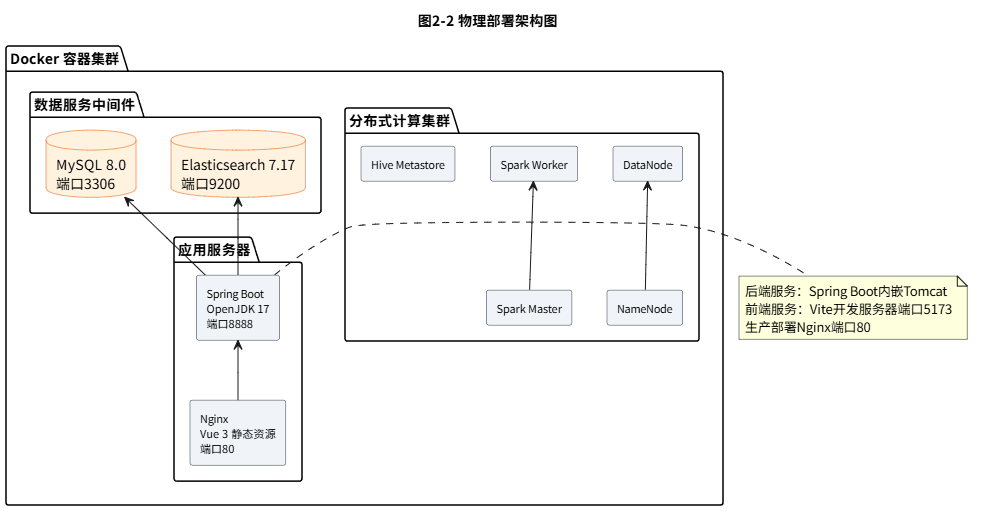 图2-2 物理部署架构图
Docker 容器集群
数据服务中间件
MySQL 8.0
端口3306
Elasticsearch 7.17
端口9200
分布式计算集群
Hive Metastore
Spark Worker
DataNode
Spark Master
NameNode
应用服务器
Spring Boot
OpenJDK 17
端口8888
Nginx
Vue 3 静态资源
端口80
后端服务：Spring Boot内嵌Tomcat
前端服务：Vite开发服务器端口5173
生产部署Nginx端口80